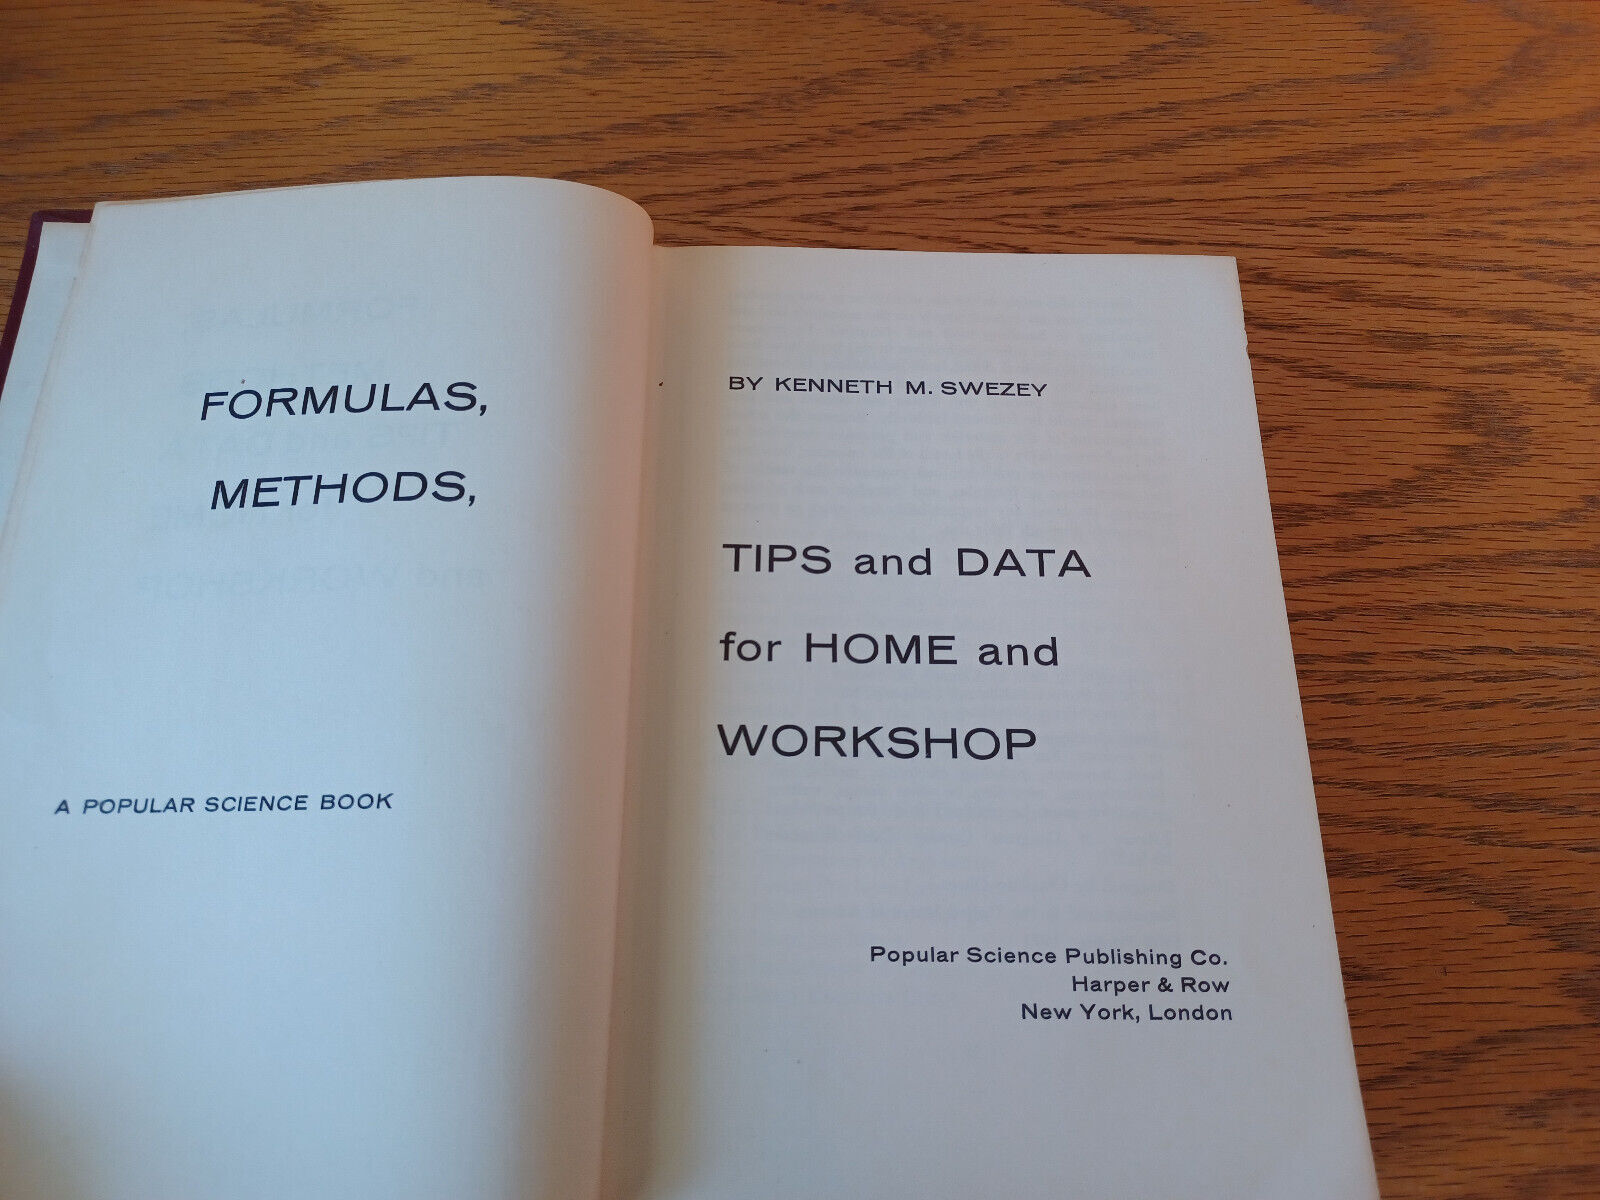 FORMULAS,
METHODS,
A POPULAR SCIENCE BOOK
BY KENNETH M. SWEZEY
TIPS and DATA
for HOME and
WORKSHOP
Popular Science Publishing Co.
Harper & Row
New York, London